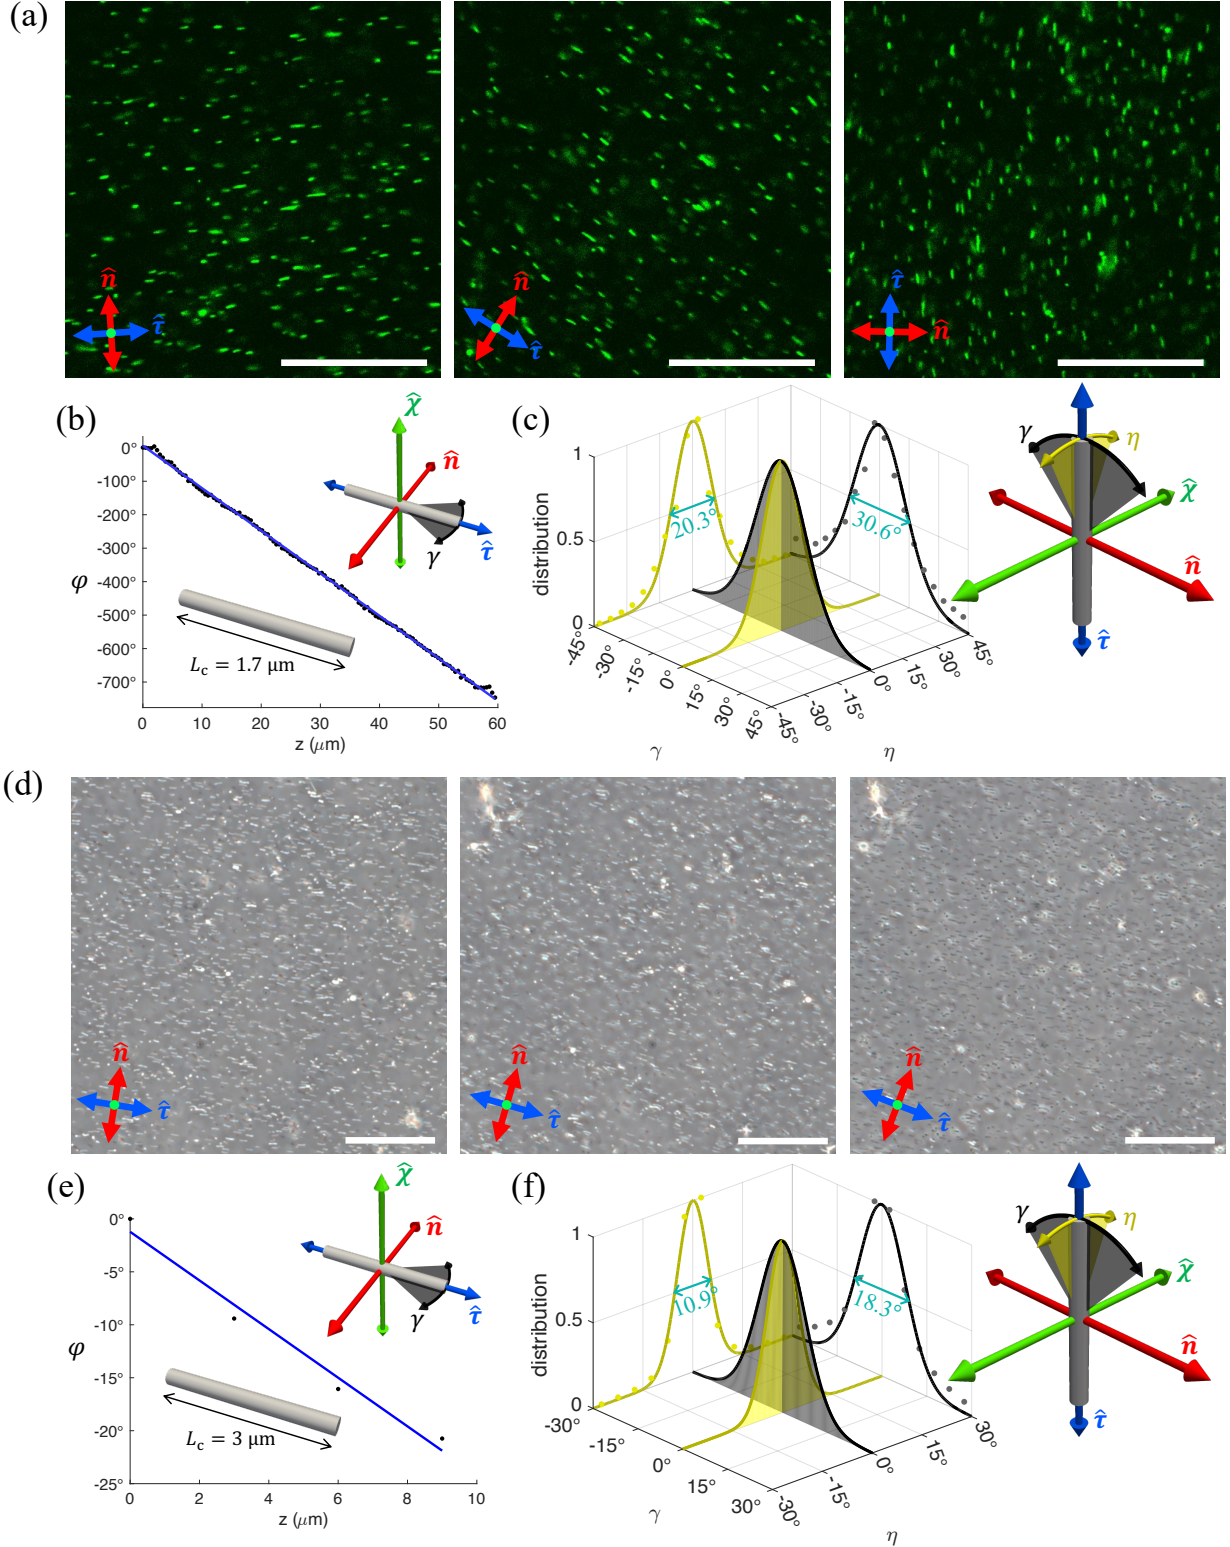 (a)
n̂
τ̂
n̂
τ̂
τ̂
n̂
(b)
0°
-100°
-200°
-300°
-400°
-500°
-600°
-700°
φ
0
10
20
30
40
50
60
z (μm)
χ̂
n̂
τ̂
γ
L_c = 1.7 μm
(c)
1
0.5
0
distribution
20.3°
30.6°
-45°
-30°
-15°
0°
15°
30°
45°
γ
-45°
-30°
-15°
0°
15°
30°
45°
η
γ
η
χ̂
n̂
τ̂
(d)
n̂
τ̂
n̂
τ̂
n̂
τ̂
(e)
0°
-5°
-10°
-15°
-20°
-25°
φ
0
2
4
6
8
10
z (μm)
χ̂
n̂
τ̂
γ
L_c = 3 μm
(f)
1
0.5
0
distribution
10.9°
18.3°
-30°
-15°
0°
15°
30°
γ
-30°
-15°
0°
15°
30°
η
γ
η
χ̂
n̂
τ̂